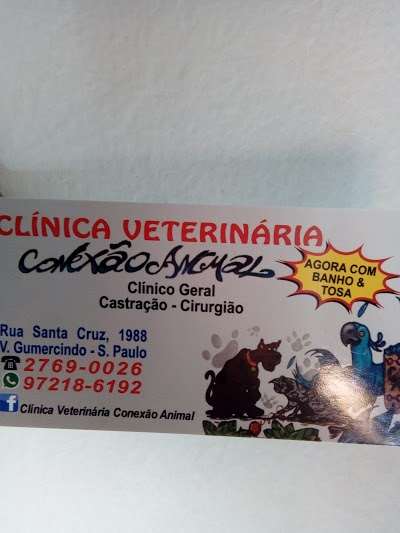 CLÍNICA VETERINÁRIA
CONEXÃO ANIMAL
AGORA COM
BANHO &
TOSA
Clínico Geral
Castração - Cirurgião
Rua Santa Cruz, 1988
V. Gumercindo - S. Paulo
2769-0026
97218-6192
Clínica Veterinária Conexão Animal